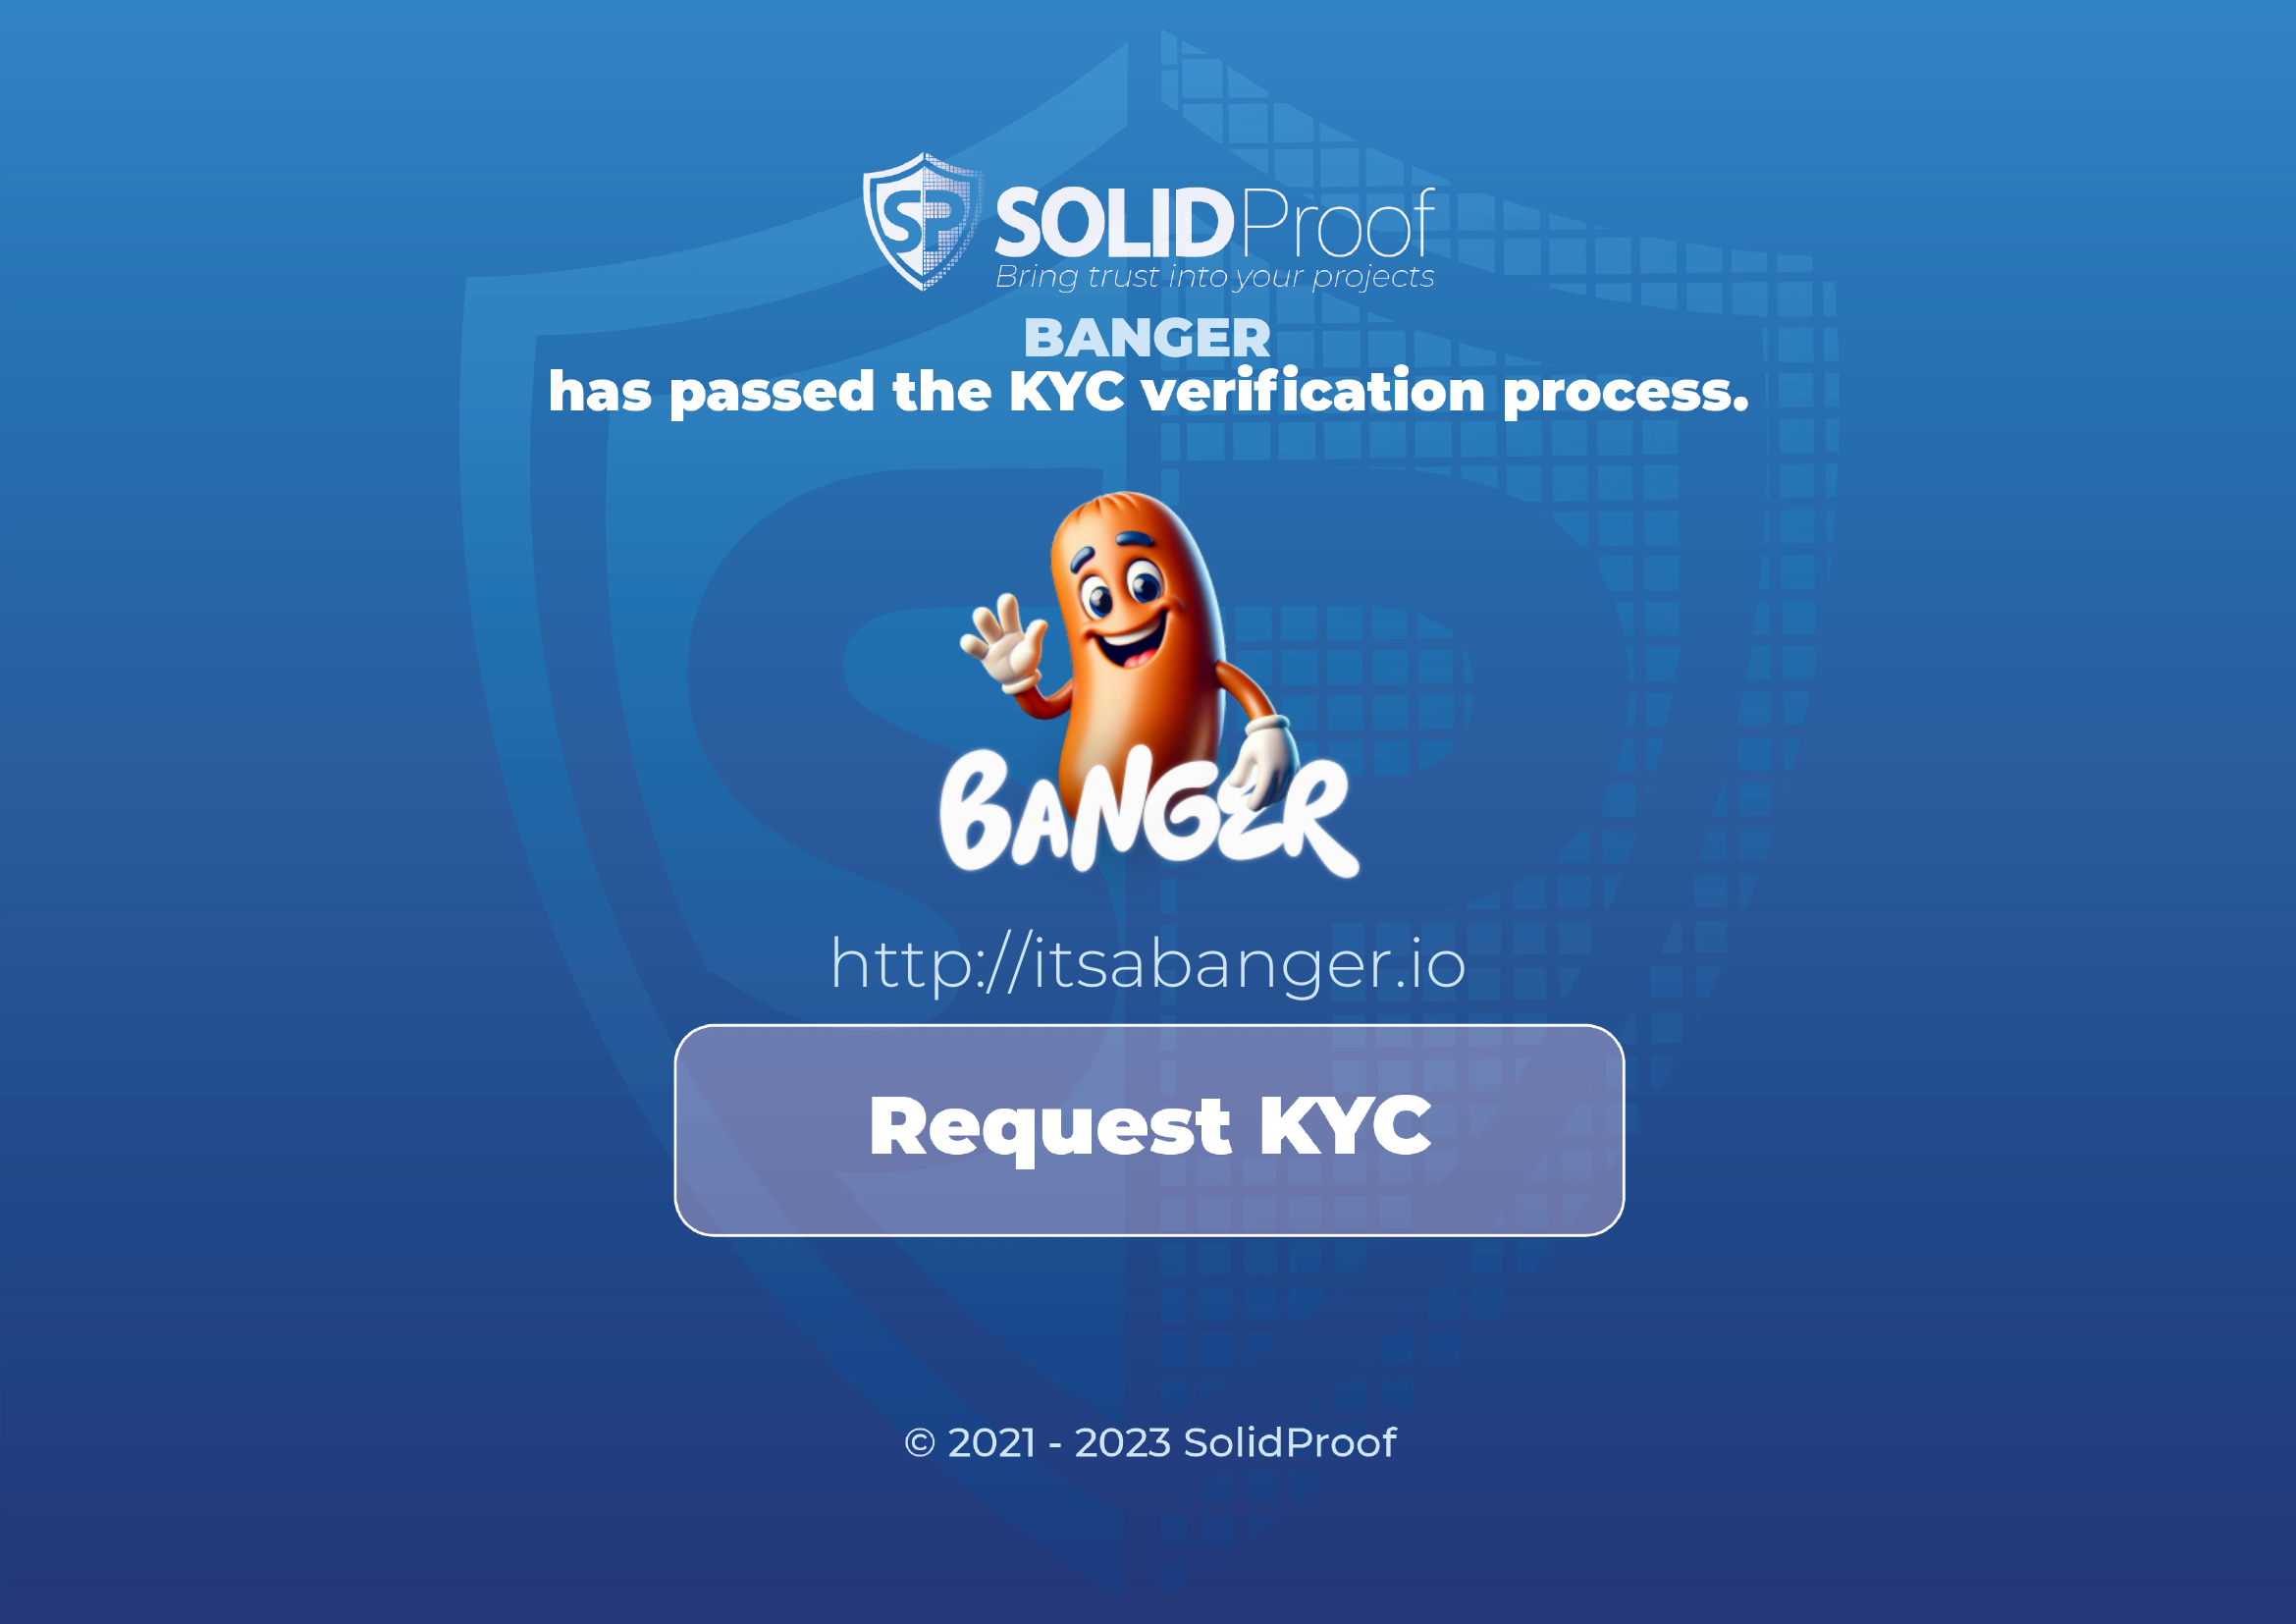 SP SOLIDProof
Bring trust into your projects
BANGER
has passed the KYC verification process.
BANGER
http://itsabanger.io
Request KYC
© 2021 - 2023 SolidProof